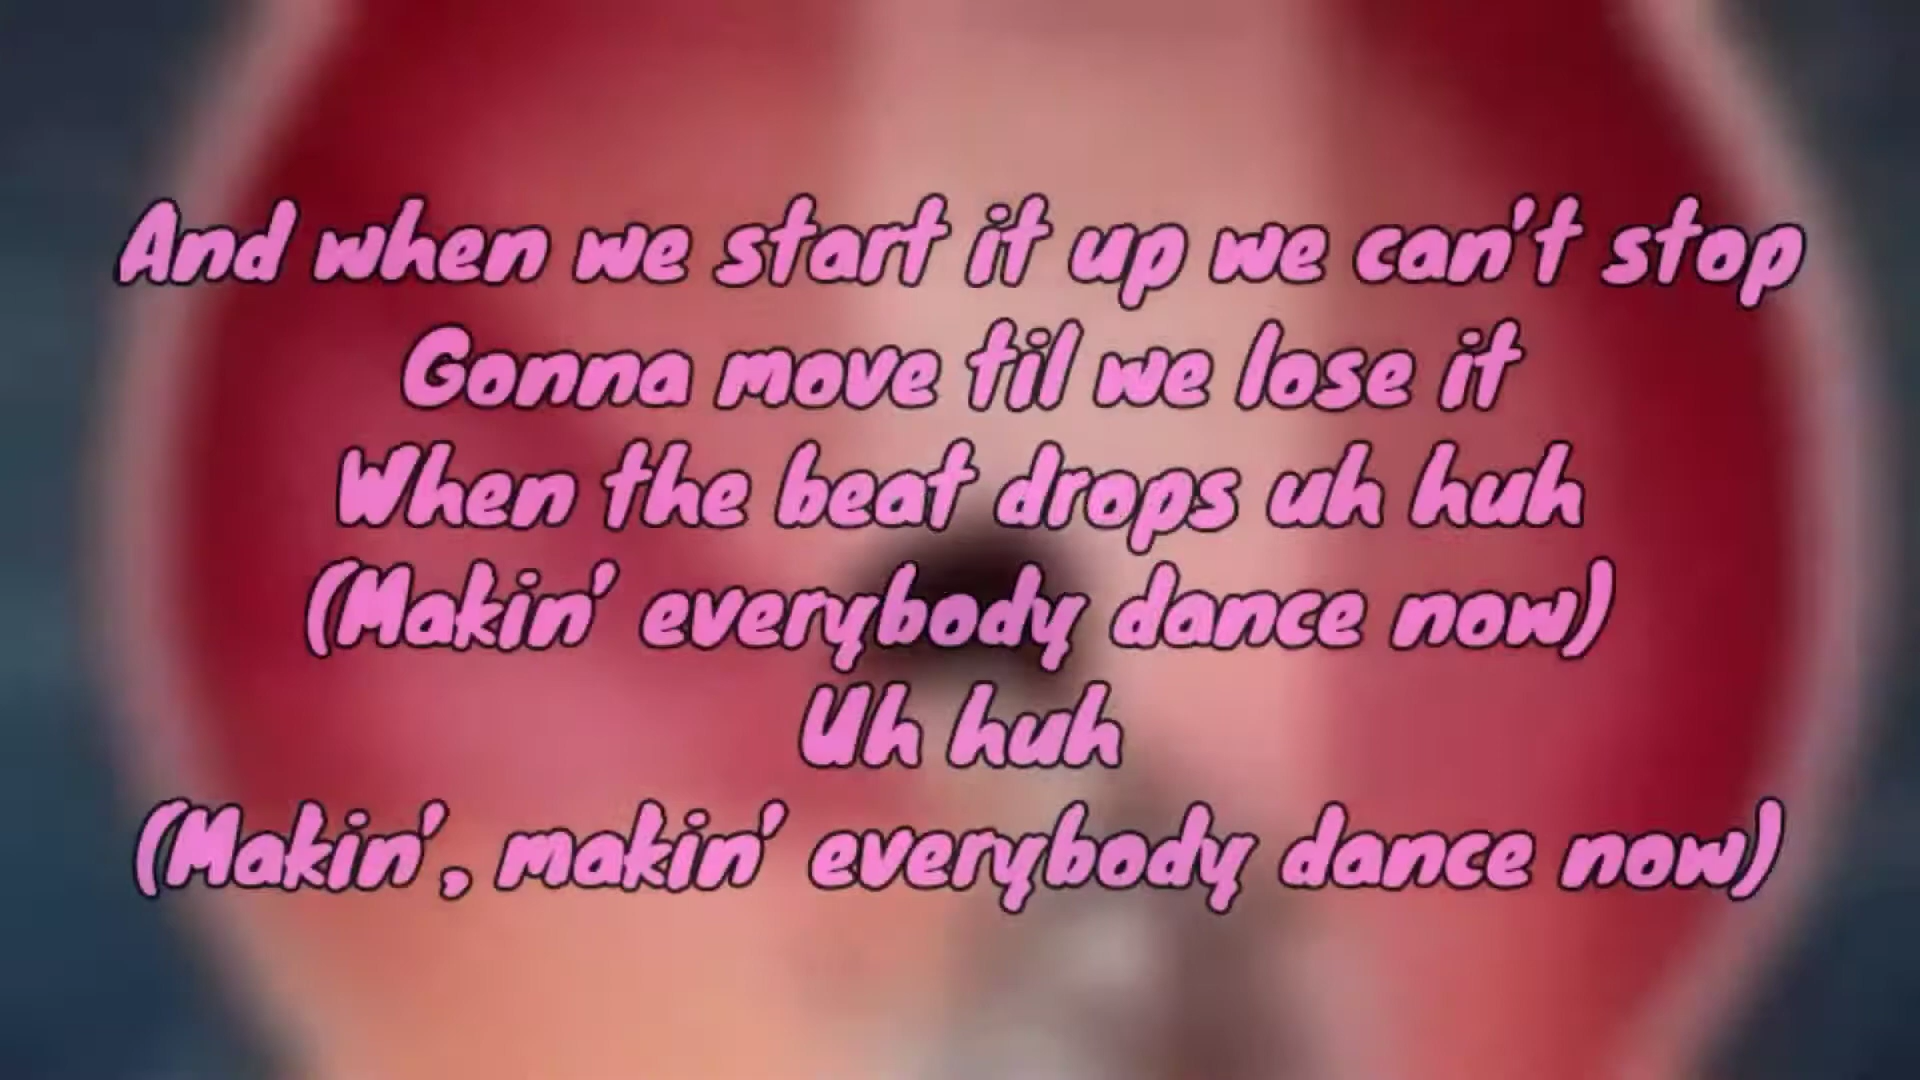 And when we start it up we can't stop
Gonna move til we lose it
When the beat drops uh huh
(Makin' everybody dance now)
Uh huh
(Makin', makin' everybody dance now)